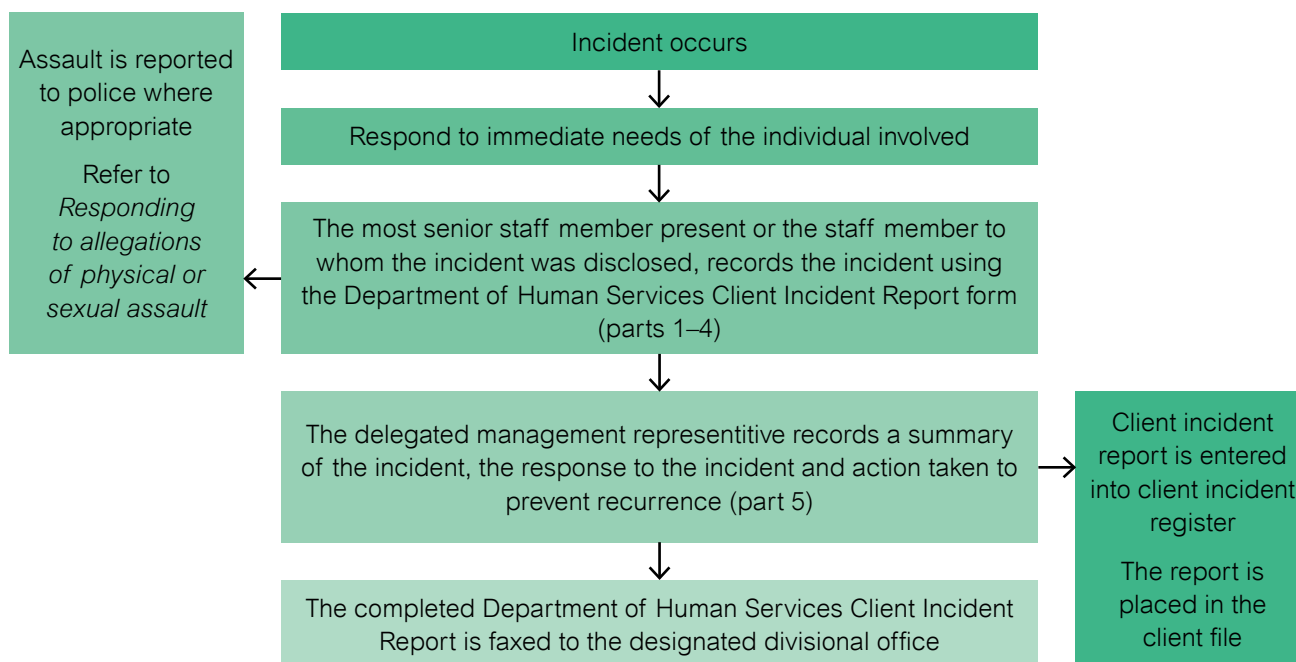 Incident occurs
Respond to immediate needs of the individual involved
The most senior staff member present or the staff member to
whom the incident was disclosed, records the incident using
the Department of Human Services Client Incident Report form
(parts 1–4)
Assault is reported
to police where
appropriate
Refer to
Responding
to allegations
of physical or
sexual assault
The delegated management representitive records a summary
of the incident, the response to the incident and action taken to
prevent recurrence (part 5)
Client incident
report is entered
into client incident
register
The report is
placed in the
client file
The completed Department of Human Services Client Incident
Report is faxed to the designated divisional office